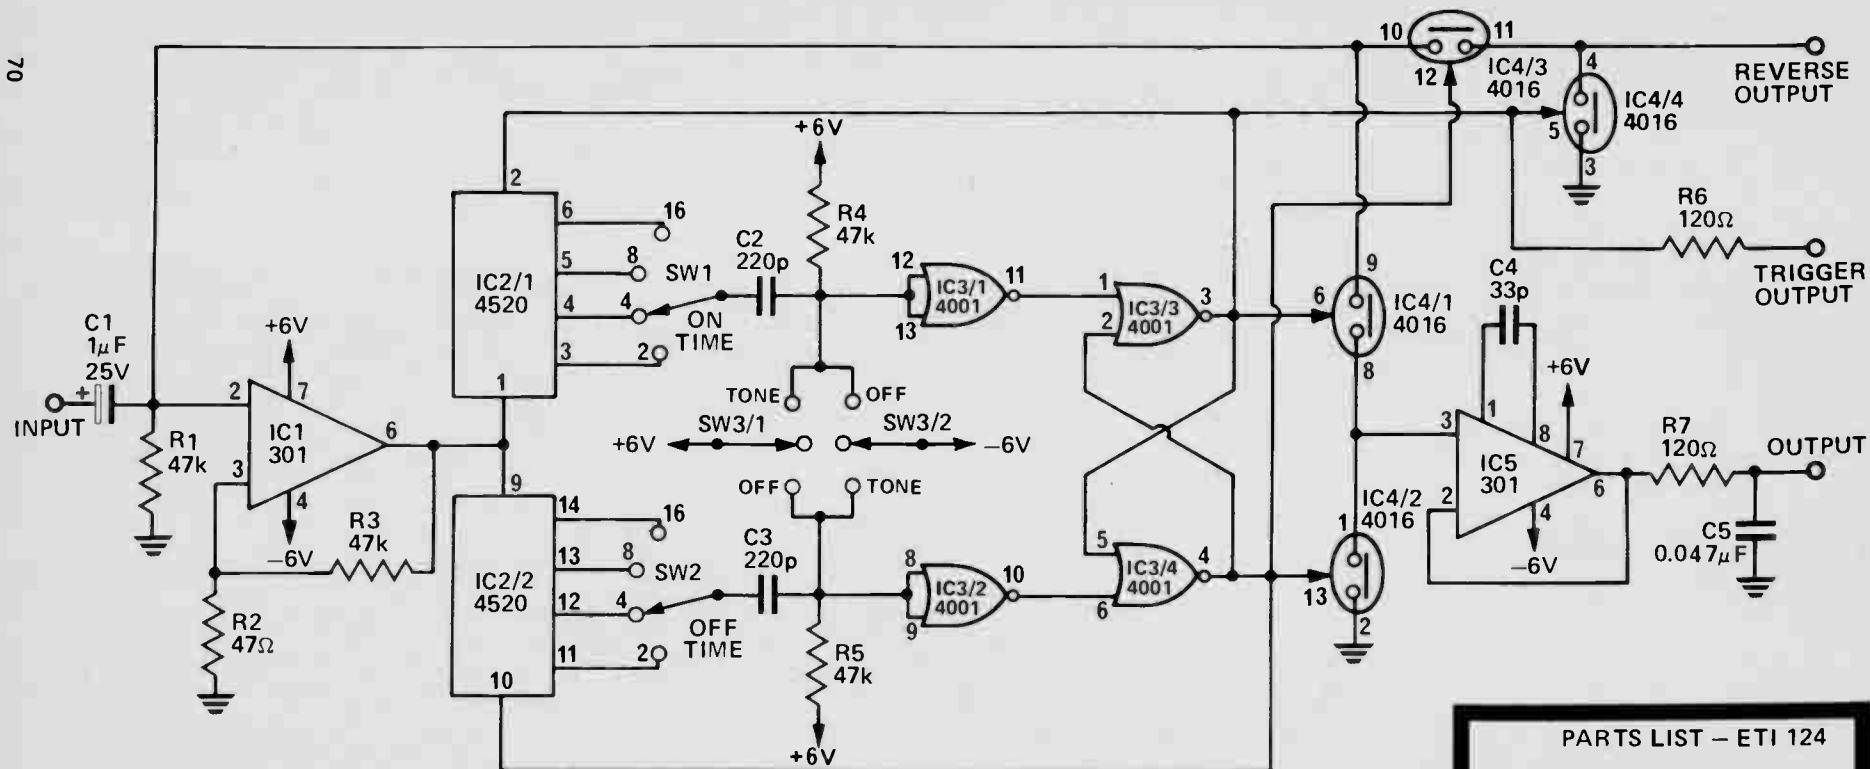 70
INPUT
C1
1µF
25V
+
R1
47k
+6V
2
7
IC1
301
6
3
4
−6V
R3
47k
R2
47Ω
2
IC2/1
4520
6
5
4
3
1
16
8
4
2
SW1
ON
TIME
9
IC2/2
4520
14
13
12
11
10
16
8
4
2
SW2
OFF
TIME
C2
220p
+6V
R4
47k
TONE
OFF
SW3/1
SW3/2
+6V
−6V
OFF
TONE
C3
220p
R5
47k
+6V
12
13
IC3/1
4001
11
8
9
IC3/2
4001
10
1
2
IC3/3
4001
3
5
6
IC3/4
4001
4
10
11
12
IC4/3
4016
4
IC4/4
4016
5
3
REVERSE
OUTPUT
R6
120Ω
TRIGGER
OUTPUT
9
6
IC4/1
4016
8
IC4/2
4016
1
13
2
C4
33p
+6V
3
1
8
7
IC5
301
2
4
6
−6V
R7
120Ω
OUTPUT
C5
0.047µF
PARTS LIST – ETI 124